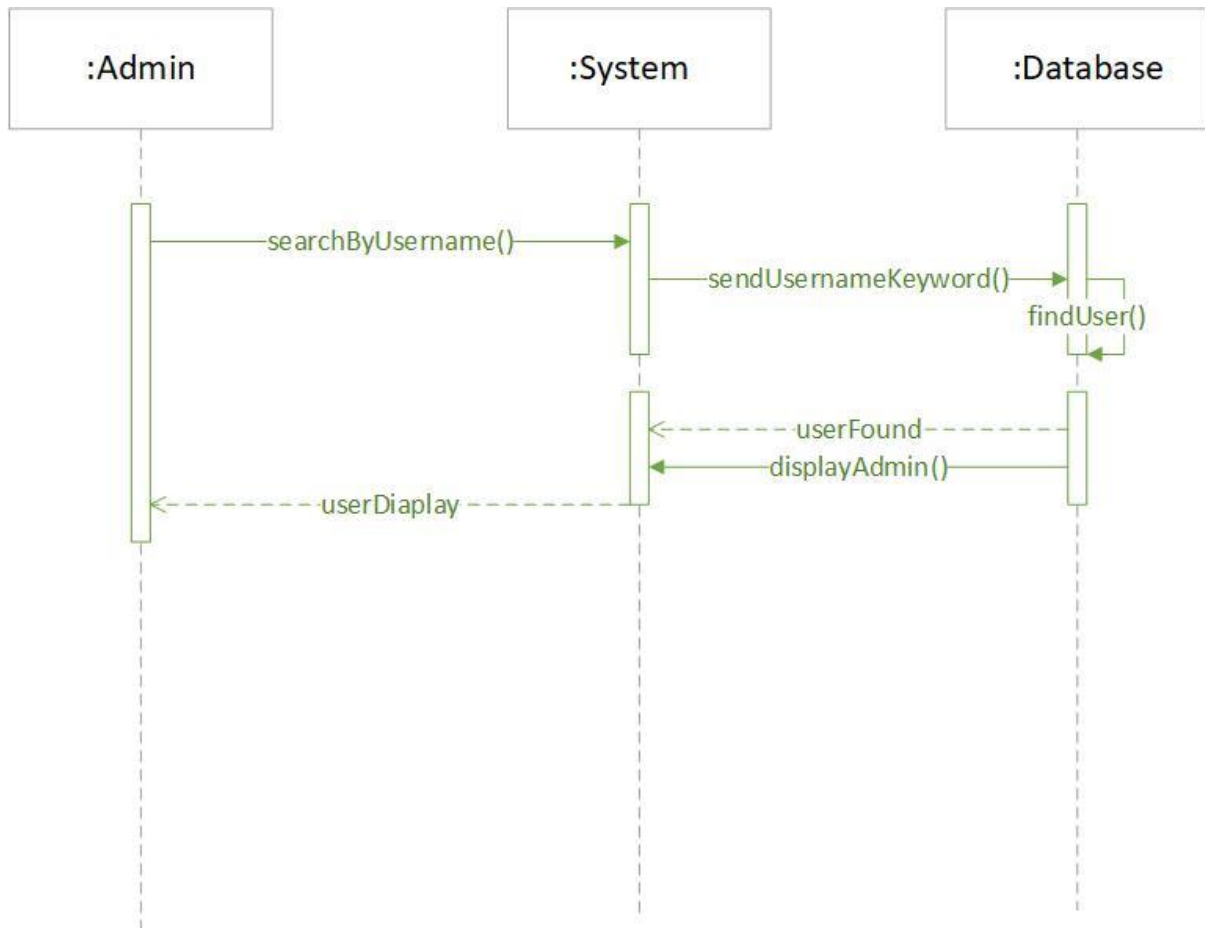 :Admin
:System
:Database
searchByUsername()
sendUsernameKeyword()
findUser()
userFound
displayAdmin()
userDiaplay